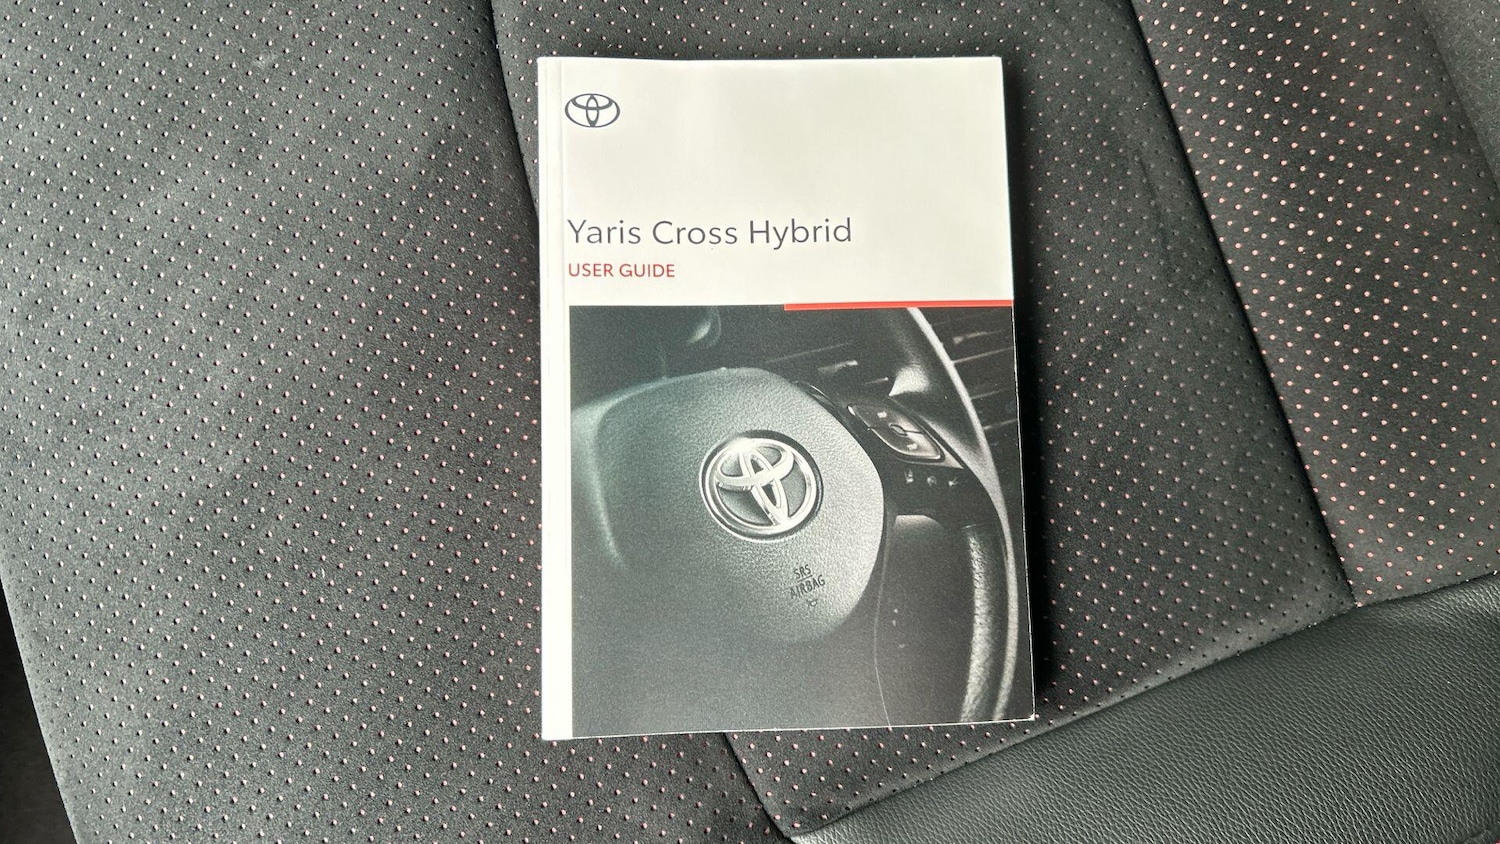 Yaris Cross Hybrid
USER GUIDE
SRS
AIRBAG